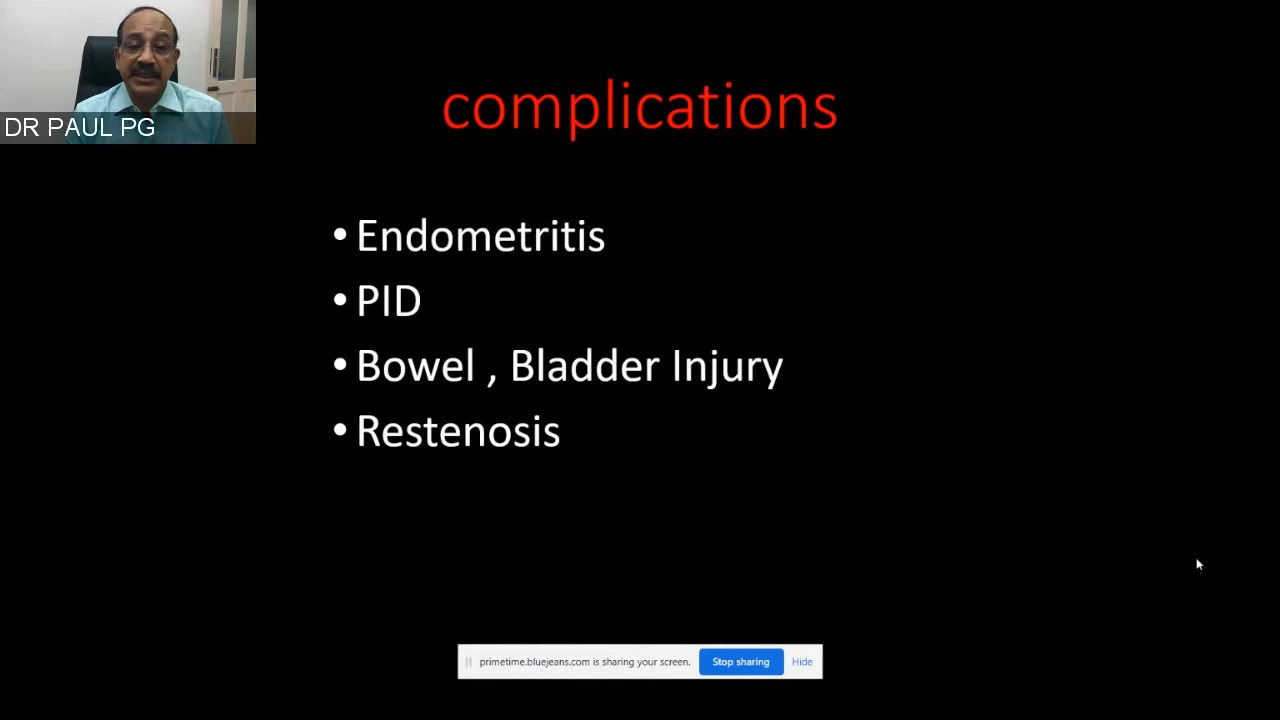 DR PAUL PG
complications
• Endometritis
• PID
• Bowel , Bladder Injury
• Restenosis
primetime.bluejeans.com is sharing your screen. Stop sharing Hide